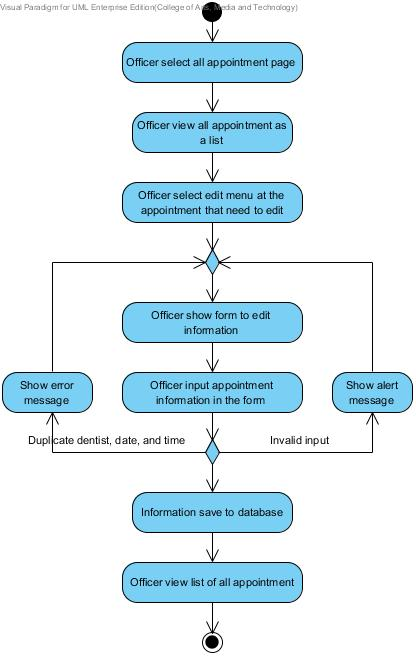 Visual Paradigm for UML Enterprise Edition(College of Arts, Media and Technology)
Officer select all appointment page
Officer view all appointment as
a list
Officer select edit menu at the
appointment that need to edit
Officer show form to edit
information
Show error
message
Officer input appointment
information in the form
Show alert
message
Duplicate dentist, date, and time
Invalid input
Information save to database
Officer view list of all appointment